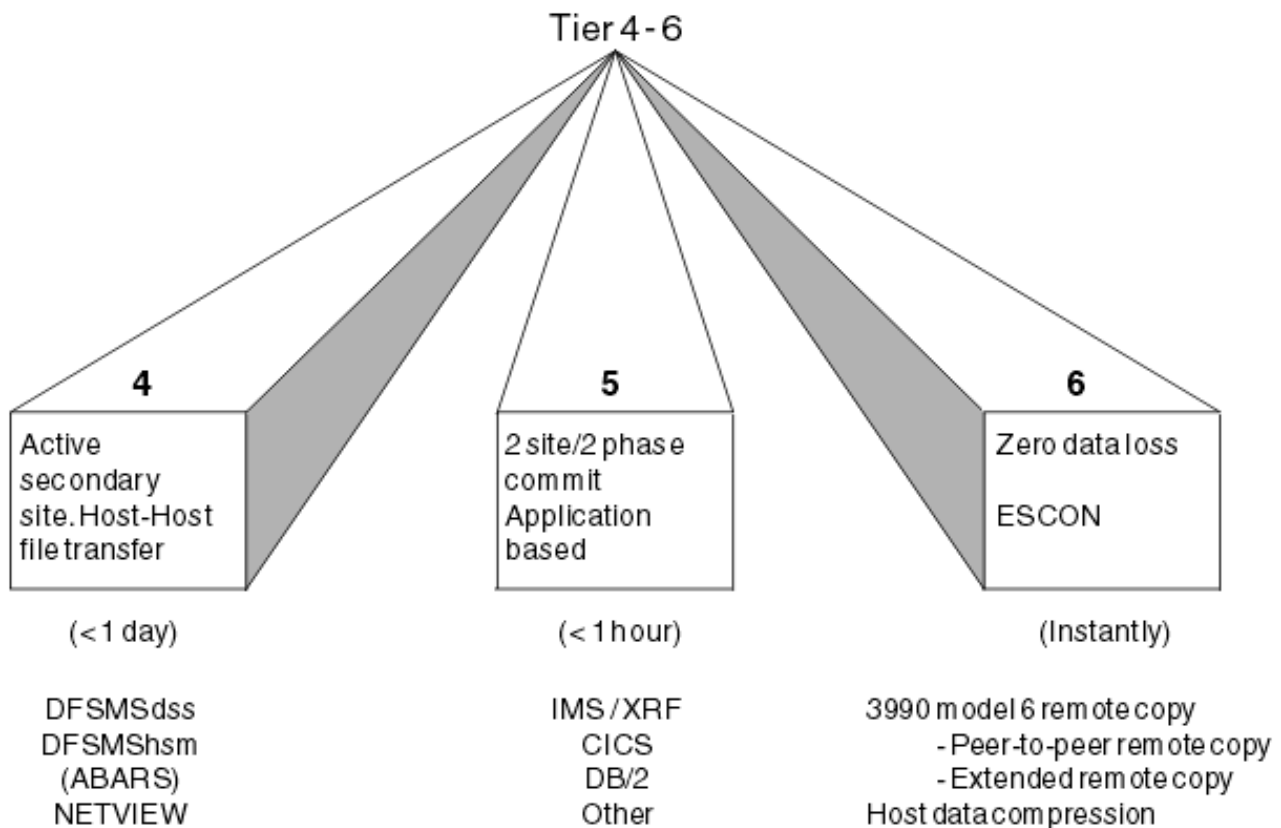 Tier 4 - 6
4
Active
secondary
site. Host-Host
file transfer
(< 1 day)
DFSMSdss
DFSMShsm
(ABARS)
NETVIEW
5
2 site/2 phase
commit
Application
based
(< 1 hour)
IMS / XRF
CICS
DB/2
Other
6
Zero data loss
ESCON
(Instantly)
3990 model 6 remote copy
- Peer-to-peer remote copy
- Extended remote copy
Host data compression